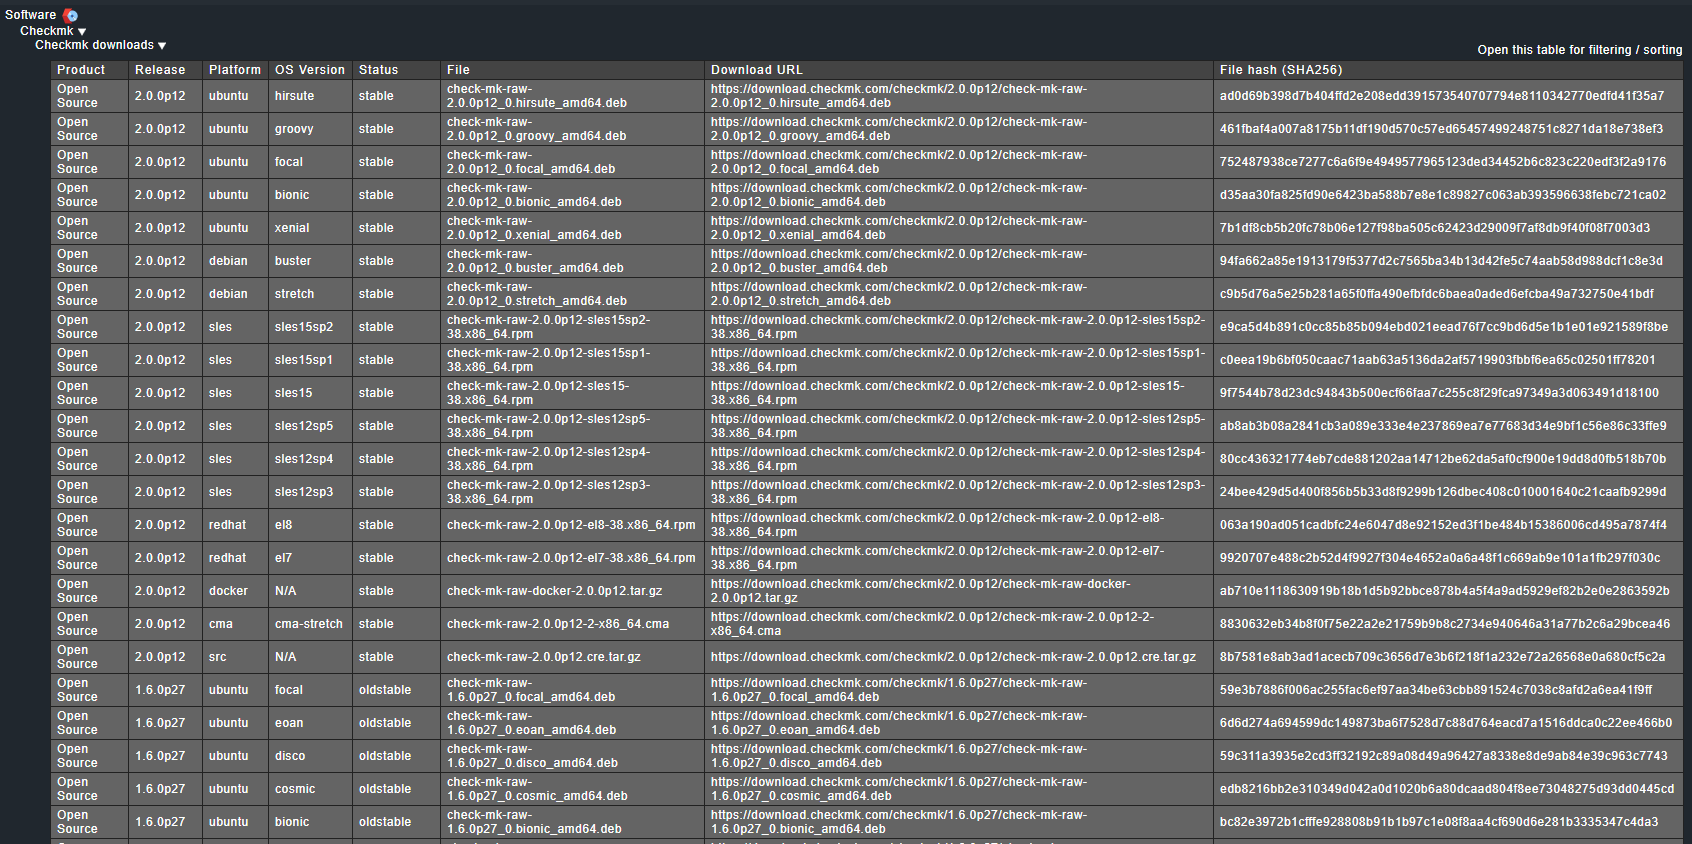 Software
Checkmk ▼
Checkmk downloads ▼
Open this table for filtering / sorting
Product Release Platform OS Version Status File Download URL File hash (SHA256)
Open Source 2.0.0p12 ubuntu hirsute stable check-mk-raw-2.0.0p12_0.hirsute_amd64.deb https://download.checkmk.com/checkmk/2.0.0p12/check-mk-raw-2.0.0p12_0.hirsute_amd64.deb ad0d69b398d7b404ffd2e208edd391573540707794e8110342770edfd41f35a7
Open Source 2.0.0p12 ubuntu groovy stable check-mk-raw-2.0.0p12_0.groovy_amd64.deb https://download.checkmk.com/checkmk/2.0.0p12/check-mk-raw-2.0.0p12_0.groovy_amd64.deb 461fbaf4a007a8175b11df190d570c57ed65457499248751c8271da18e738ef3
Open Source 2.0.0p12 ubuntu focal stable check-mk-raw-2.0.0p12_0.focal_amd64.deb https://download.checkmk.com/checkmk/2.0.0p12/check-mk-raw-2.0.0p12_0.focal_amd64.deb 752487938ce7277c6a6f9e4949577965123ded34452b6c823c220edf3f2a9176
Open Source 2.0.0p12 ubuntu bionic stable check-mk-raw-2.0.0p12_0.bionic_amd64.deb https://download.checkmk.com/checkmk/2.0.0p12/check-mk-raw-2.0.0p12_0.bionic_amd64.deb d35aa30fa825fd90e6423ba588b7e8e1c89827c063ab393596638febc721ca02
Open Source 2.0.0p12 ubuntu xenial stable check-mk-raw-2.0.0p12_0.xenial_amd64.deb https://download.checkmk.com/checkmk/2.0.0p12/check-mk-raw-2.0.0p12_0.xenial_amd64.deb 7b1df8cb5b20fc78b06e127f98ba505c62423d29009f7af8db9f40f08f7003d3
Open Source 2.0.0p12 debian buster stable check-mk-raw-2.0.0p12_0.buster_amd64.deb https://download.checkmk.com/checkmk/2.0.0p12/check-mk-raw-2.0.0p12_0.buster_amd64.deb 94fa662a85e1913179f5377d2c7565ba34b13d42fe5c74aab58d988dcf1c8e3d
Open Source 2.0.0p12 debian stretch stable check-mk-raw-2.0.0p12_0.stretch_amd64.deb https://download.checkmk.com/checkmk/2.0.0p12/check-mk-raw-2.0.0p12_0.stretch_amd64.deb c9b5d76a5e25b281a65f0ffa490efbfdc6baea0aded6efcba49a732750e41bdf
Open Source 2.0.0p12 sles sles15sp2 stable check-mk-raw-2.0.0p12-sles15sp2-38.x86_64.rpm https://download.checkmk.com/checkmk/2.0.0p12/check-mk-raw-2.0.0p12-sles15sp2-38.x86_64.rpm e9ca5d4b891c0cc85b85b094ebd021eead76f7cc9bd6d5e1b1e01e921589f8be
Open Source 2.0.0p12 sles sles15sp1 stable check-mk-raw-2.0.0p12-sles15sp1-38.x86_64.rpm https://download.checkmk.com/checkmk/2.0.0p12/check-mk-raw-2.0.0p12-sles15sp1-38.x86_64.rpm c0eea19b6bf050caac71aab63a5136da2af5719903fbbf6ea65c02501ff78201
Open Source 2.0.0p12 sles sles15 stable check-mk-raw-2.0.0p12-sles15-38.x86_64.rpm https://download.checkmk.com/checkmk/2.0.0p12/check-mk-raw-2.0.0p12-sles15-38.x86_64.rpm 9f7544b78d23dc94843b500ecf66faa7c255c8f29fca97349a3d063491d18100
Open Source 2.0.0p12 sles sles12sp5 stable check-mk-raw-2.0.0p12-sles12sp5-38.x86_64.rpm https://download.checkmk.com/checkmk/2.0.0p12/check-mk-raw-2.0.0p12-sles12sp5-38.x86_64.rpm ab8ab3b08a2841cb3a089e333e4e237869ea7e77683d34e9bf1c56e86c33ffe9
Open Source 2.0.0p12 sles sles12sp4 stable check-mk-raw-2.0.0p12-sles12sp4-38.x86_64.rpm https://download.checkmk.com/checkmk/2.0.0p12/check-mk-raw-2.0.0p12-sles12sp4-38.x86_64.rpm 80cc436321774eb7cde881202aa14712be62da5af0cf900e19dd8d0fb518b70b
Open Source 2.0.0p12 sles sles12sp3 stable check-mk-raw-2.0.0p12-sles12sp3-38.x86_64.rpm https://download.checkmk.com/checkmk/2.0.0p12/check-mk-raw-2.0.0p12-sles12sp3-38.x86_64.rpm 24bee429d5d400f856b5b33d8f9299b126dbec408c010001640c21caafb9299d
Open Source 2.0.0p12 redhat el8 stable check-mk-raw-2.0.0p12-el8-38.x86_64.rpm https://download.checkmk.com/checkmk/2.0.0p12/check-mk-raw-2.0.0p12-el8-38.x86_64.rpm 063a190ad051cadbfc24e6047d8e92152ed3f1be484b15386006cd495a7874f4
Open Source 2.0.0p12 redhat el7 stable check-mk-raw-2.0.0p12-el7-38.x86_64.rpm https://download.checkmk.com/checkmk/2.0.0p12/check-mk-raw-2.0.0p12-el7-38.x86_64.rpm 9920707e488c2b52d4f9927f304e4652a0a6a48f1c669ab9e101a1fb297f030c
Open Source 2.0.0p12 docker N/A stable check-mk-raw-docker-2.0.0p12.tar.gz https://download.checkmk.com/checkmk/2.0.0p12/check-mk-raw-docker-2.0.0p12.tar.gz ab710e1118630919b18b1d5b92bbce878b4a5f4a9ad5929ef82b2e0e2863592b
Open Source 2.0.0p12 cma cma-stretch stable check-mk-raw-2.0.0p12-2-x86_64.cma https://download.checkmk.com/checkmk/2.0.0p12/check-mk-raw-2.0.0p12-2-x86_64.cma 8830632eb34b8f0f75e22a2e21759b9b8c2734e940646a31a77b2c6a29bcea46
Open Source 2.0.0p12 src N/A stable check-mk-raw-2.0.0p12.cre.tar.gz https://download.checkmk.com/checkmk/2.0.0p12/check-mk-raw-2.0.0p12.cre.tar.gz 8b7581e8ab3ad1acecb709c3656d7e3b6f218f1a232e72a26568e0a680cf5c2a
Open Source 1.6.0p27 ubuntu focal oldstable check-mk-raw-1.6.0p27_0.focal_amd64.deb https://download.checkmk.com/checkmk/1.6.0p27/check-mk-raw-1.6.0p27_0.focal_amd64.deb 59e3b7886f006ac255fac6ef97aa34be63cbb891524c7038c8afd2a6ea41f9ff
Open Source 1.6.0p27 ubuntu eoan oldstable check-mk-raw-1.6.0p27_0.eoan_amd64.deb https://download.checkmk.com/checkmk/1.6.0p27/check-mk-raw-1.6.0p27_0.eoan_amd64.deb 6d6d274a694599dc149873ba6f7528d7c88d764eacd7a1516ddca0c22ee466b0
Open Source 1.6.0p27 ubuntu disco oldstable check-mk-raw-1.6.0p27_0.disco_amd64.deb https://download.checkmk.com/checkmk/1.6.0p27/check-mk-raw-1.6.0p27_0.disco_amd64.deb 59c311a3935e2cd3ff32192c89a08d49a96427a8338e8de9ab84e39c963c7743
Open Source 1.6.0p27 ubuntu cosmic oldstable check-mk-raw-1.6.0p27_0.cosmic_amd64.deb https://download.checkmk.com/checkmk/1.6.0p27/check-mk-raw-1.6.0p27_0.cosmic_amd64.deb edb8216bb2e310349d042a0d1020b6a80dcaad804f8ee73048275d93dd0445cd
Open Source 1.6.0p27 ubuntu bionic oldstable check-mk-raw-1.6.0p27_0.bionic_amd64.deb https://download.checkmk.com/checkmk/1.6.0p27/check-mk-raw-1.6.0p27_0.bionic_amd64.deb bc82e3972b1cfffe928808b91b1b97c1e08f8aa4cf690d6e281b3335347c4da3